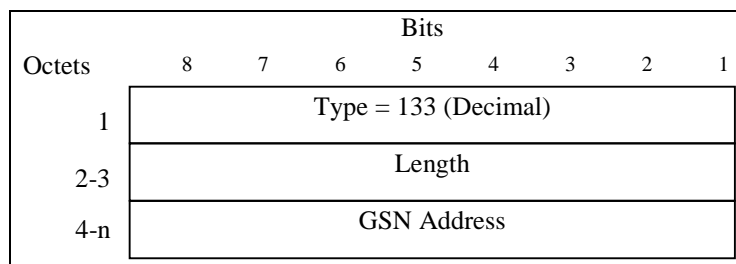 Bits
Octets 8 7 6 5 4 3 2 1
1 Type = 133 (Decimal)
2-3 Length
4-n GSN Address